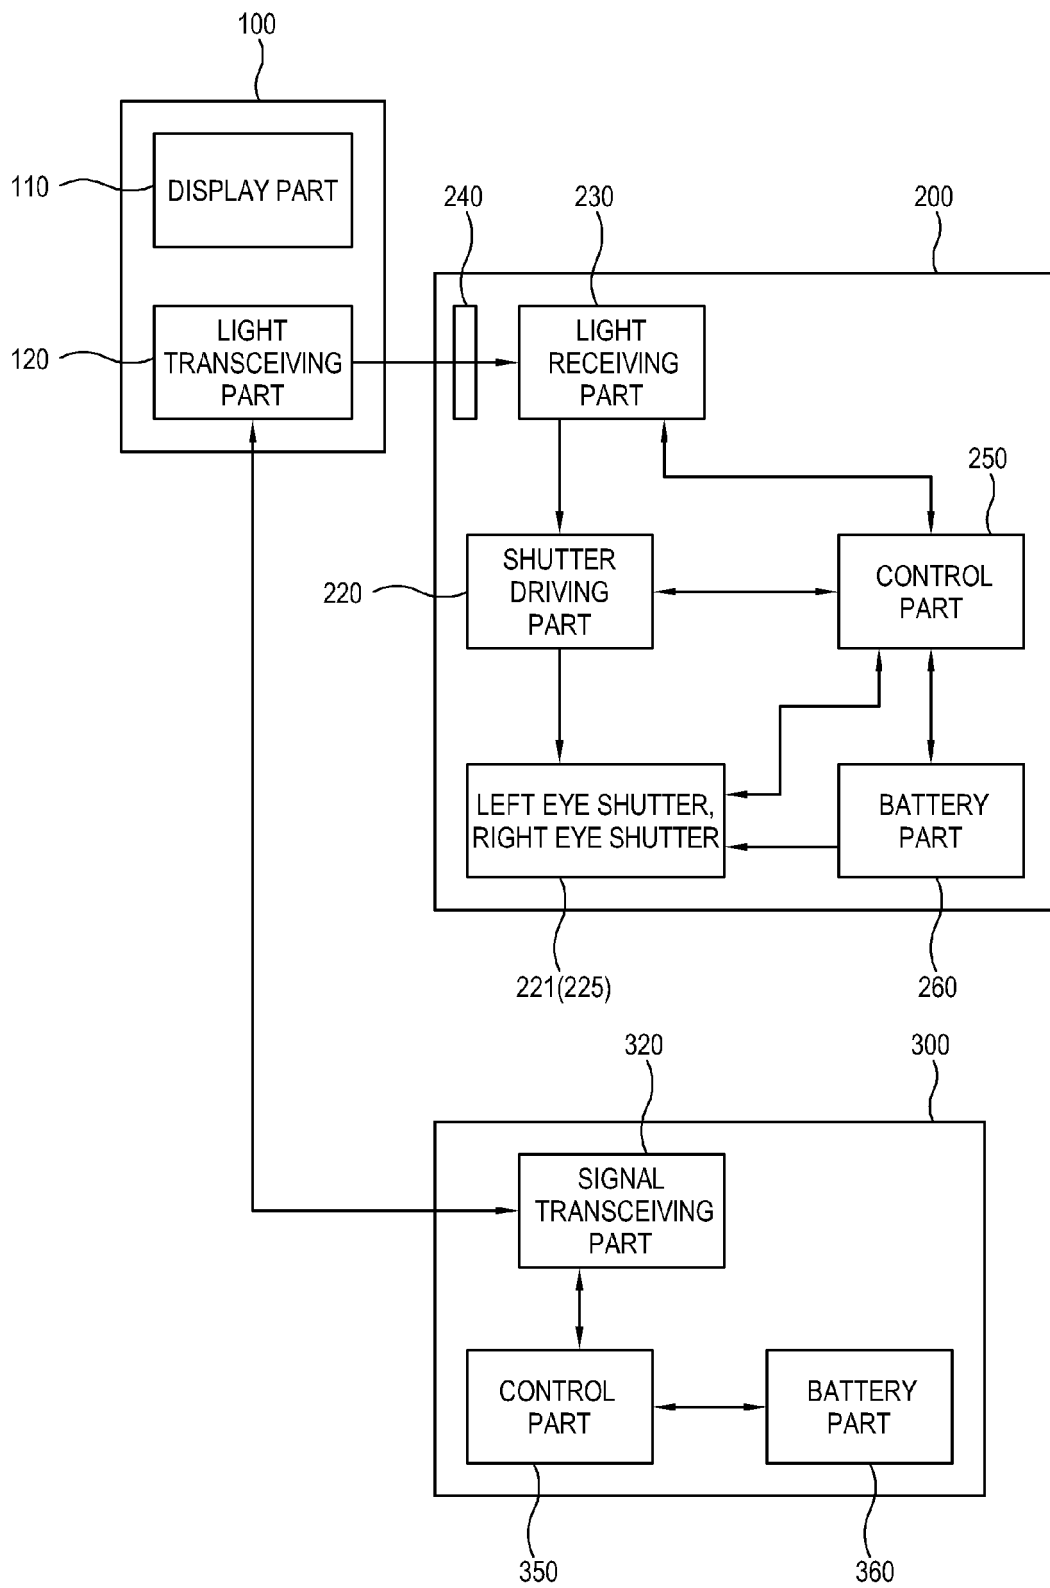 100
110
DISPLAY PART
120
LIGHT
TRANSCEIVING
PART
240
230
200
LIGHT
RECEIVING
PART
250
220
SHUTTER
DRIVING
PART
CONTROL
PART
LEFT EYE SHUTTER,
RIGHT EYE SHUTTER
BATTERY
PART
221(225)
260
320
300
SIGNAL
TRANSCEIVING
PART
CONTROL
PART
BATTERY
PART
350
360